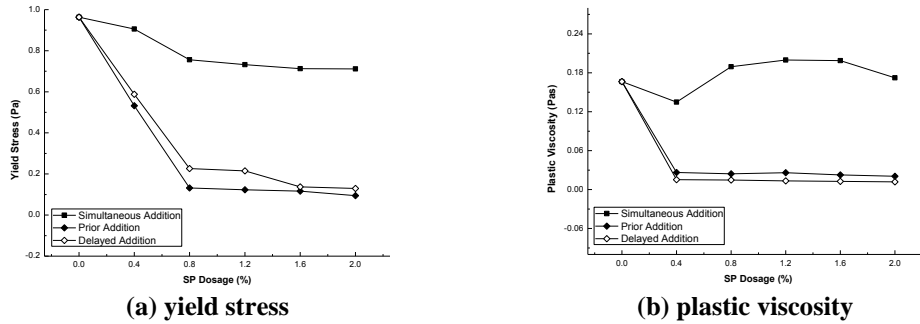 1.0
0.8
0.6
0.4
0.2
0.0
-0.2
Yield Stress (Pa)
Simultaneous Addition
Prior Addition
Delayed Addition
0.0 0.4 0.8 1.2 1.6 2.0
SP Dosage (%)
(a) yield stress
0.24
0.18
0.12
0.06
0.00
-0.06
Plastic Viscosity (Pas)
Simultaneous Addition
Prior Addition
Delayed Addition
0.0 0.4 0.8 1.2 1.6 2.0
SP Dosage (%)
(b) plastic viscosity